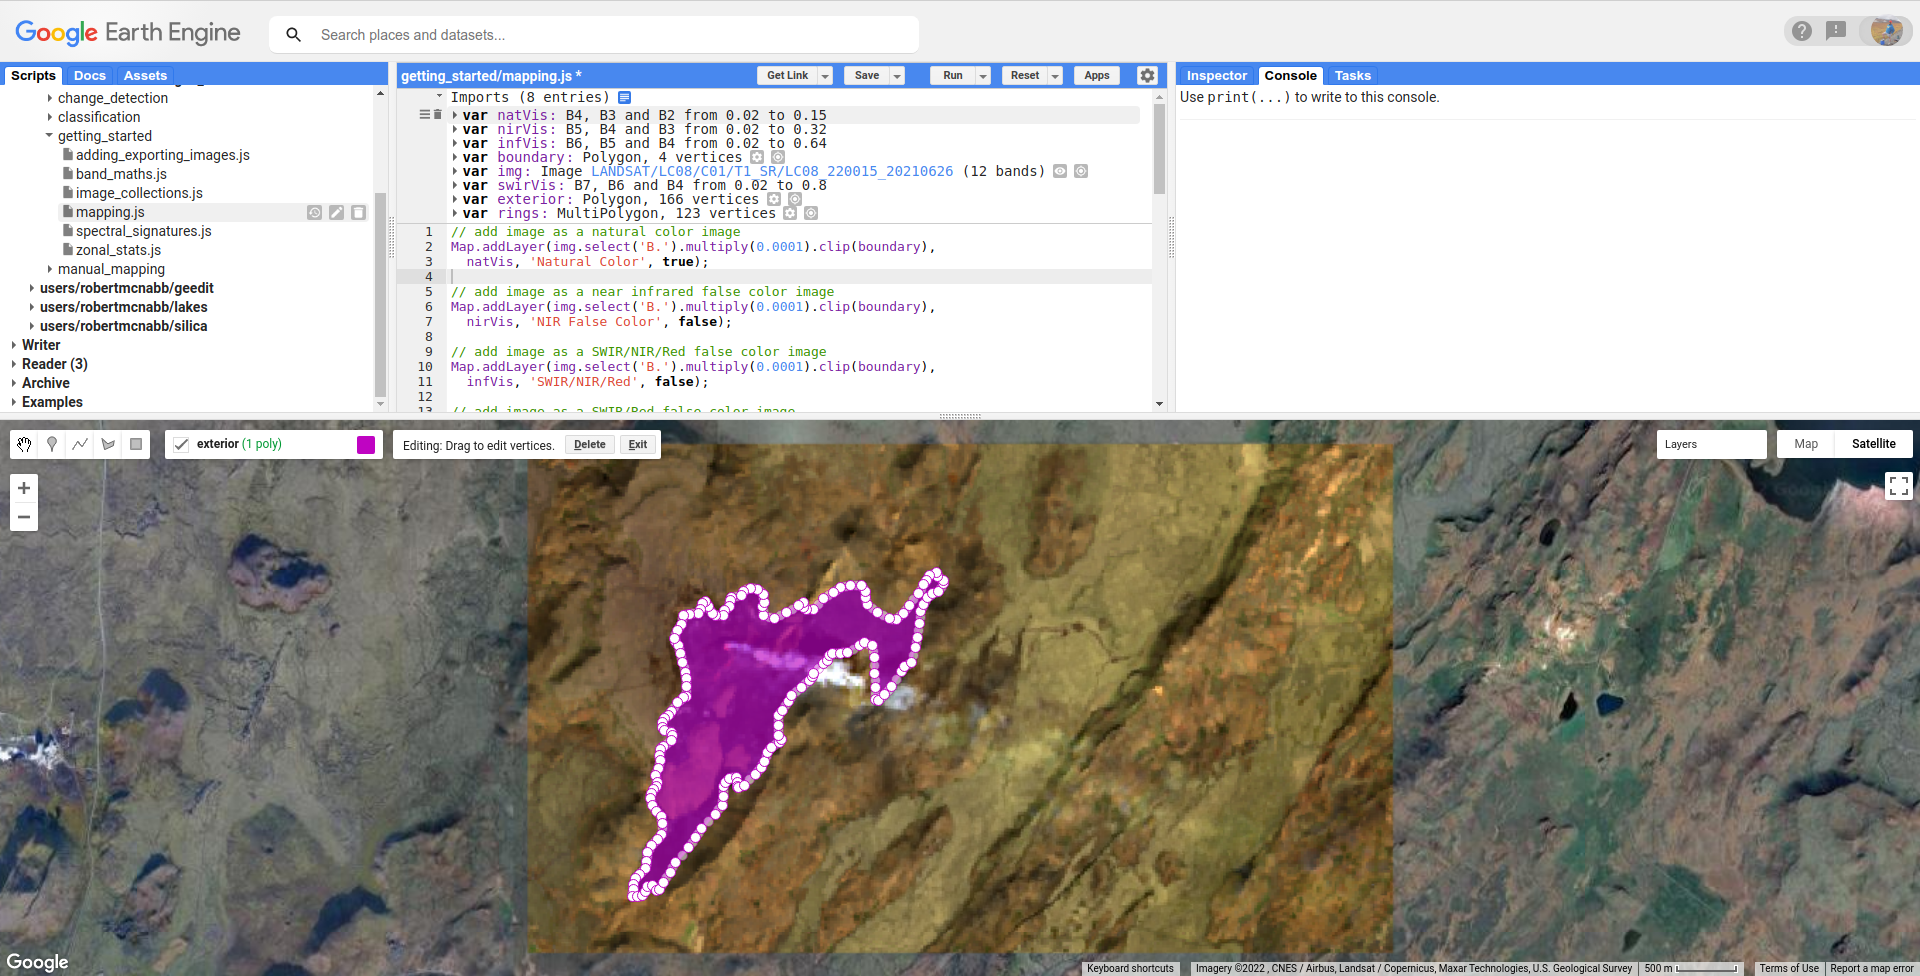 Google Earth Engine
Search places and datasets...
Scripts Docs Assets
change_detection
classification
getting_started
adding_exporting_images.js
band_maths.js
image_collections.js
mapping.js
spectral_signatures.js
zonal_stats.js
manual_mapping
users/robertmcnabb/geedit
users/robertmcnabb/lakes
users/robertmcnabb/silica
Writer
Reader (3)
Archive
Examples
getting_started/mapping.js *
Get Link Save Run Reset Apps
Imports (8 entries)
var natVis: B4, B3 and B2 from 0.02 to 0.15
var nirVis: B5, B4 and B3 from 0.02 to 0.32
var infVis: B6, B5 and B4 from 0.02 to 0.64
var boundary: Polygon, 4 vertices
var img: Image LANDSAT/LC08/C01/T1_SR/LC08_220015_20210626 (12 bands)
var swirVis: B7, B6 and B4 from 0.02 to 0.8
var exterior: Polygon, 166 vertices
var rings: MultiPolygon, 123 vertices
1 // add image as a natural color image
2 Map.addLayer(img.select('B.').multiply(0.0001).clip(boundary),
3 natVis, 'Natural Color', true);
4
5 // add image as a near infrared false color image
6 Map.addLayer(img.select('B.').multiply(0.0001).clip(boundary),
7 nirVis, 'NIR False Color', false);
8
9 // add image as a SWIR/NIR/Red false color image
10 Map.addLayer(img.select('B.').multiply(0.0001).clip(boundary),
11 infVis, 'SWIR/NIR/Red', false);
12
13 // add image as a SWIR/Red false color image
Inspector Console Tasks
Use print(...) to write to this console.
exterior (1 poly)
Editing: Drag to edit vertices. Delete Exit
Layers
Map Satellite
Google
Keyboard shortcuts
Imagery ©2022 , CNES / Airbus, Landsat / Copernicus, Maxar Technologies, U.S. Geological Survey
500 m
Terms of Use
Report a map error